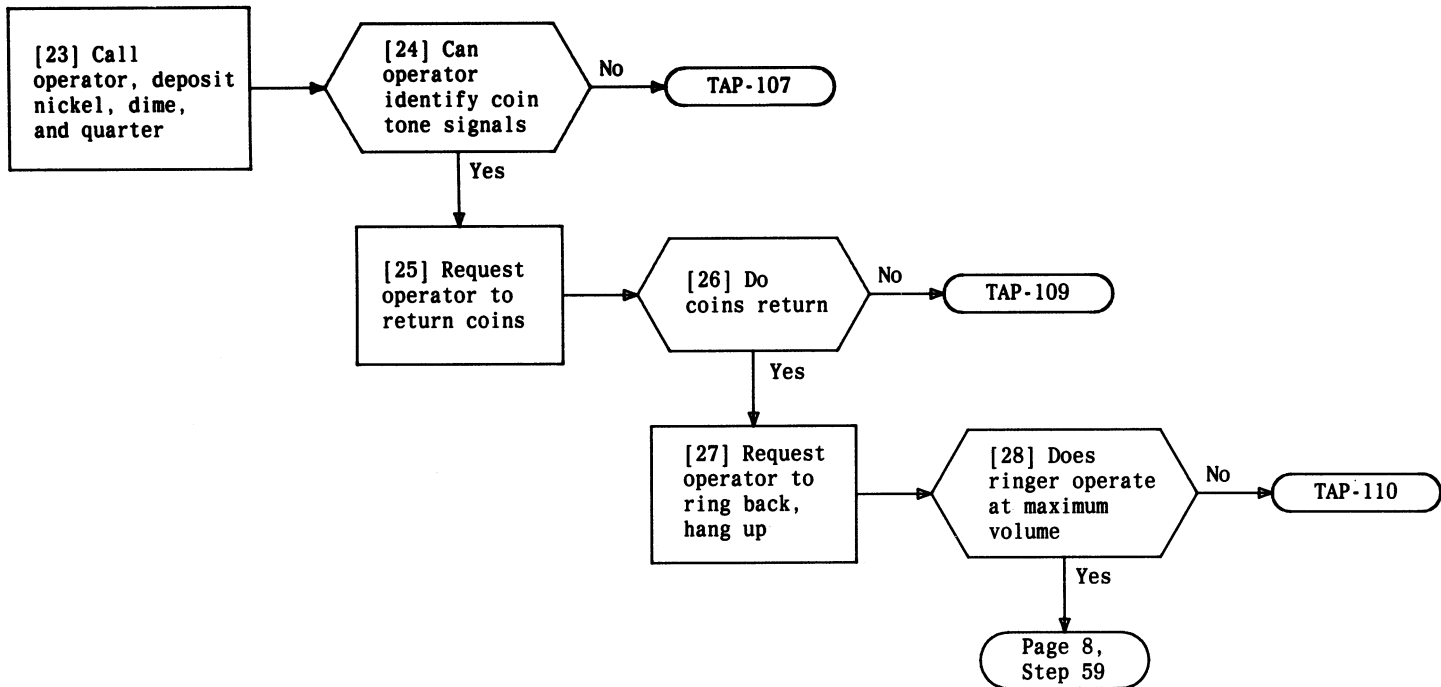 [23] Call
operator, deposit
nickel, dime,
and quarter
[24] Can
operator
identify coin
tone signals
No
TAP-107
Yes
[25] Request
operator to
return coins
[26] Do
coins return
No
TAP-109
Yes
[27] Request
operator to
ring back,
hang up
[28] Does
ringer operate
at maximum
volume
No
TAP-110
Yes
Page 8,
Step 59